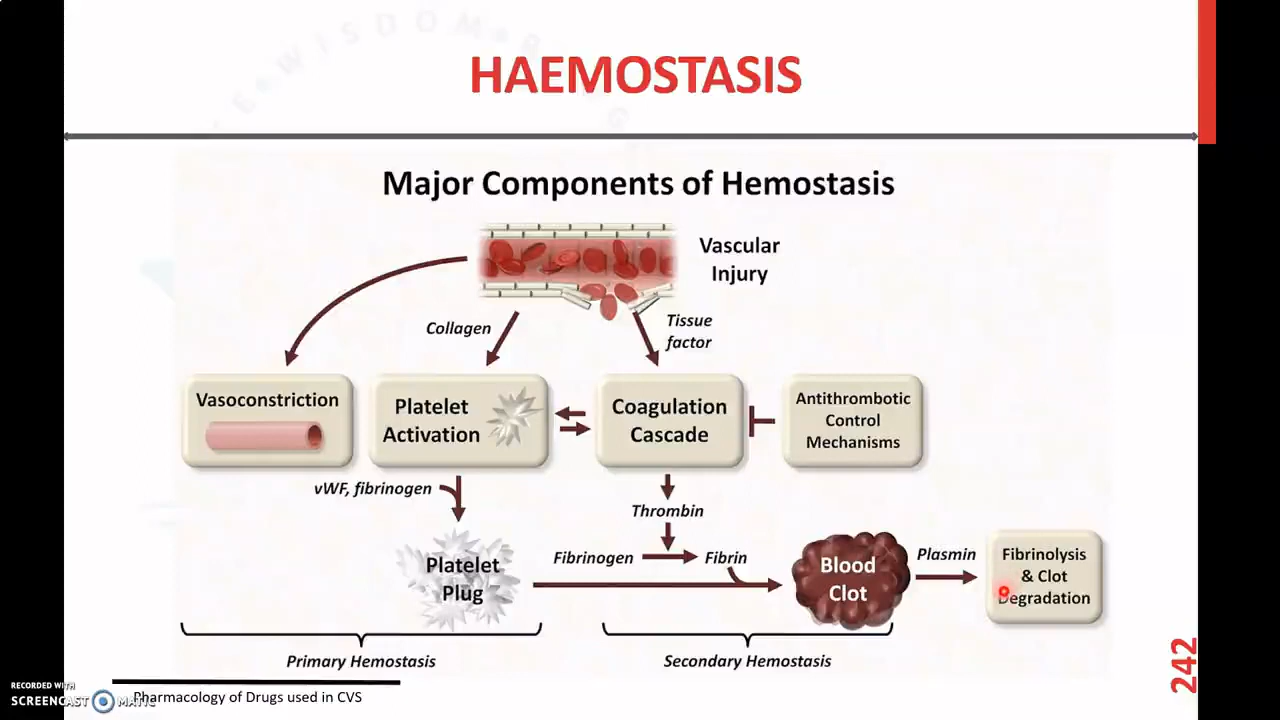 WISDOM
HAEMOSTASIS
Major Components of Hemostasis
Vascular
Injury
Collagen
Tissue
factor
Vasoconstriction
Platelet
Activation
Coagulation
Cascade
Antithrombotic
Control
Mechanisms
vWF, fibrinogen
Thrombin
Platelet
Plug
Fibrinogen
Fibrin
Blood
Clot
Plasmin
Fibrinolysis
& Clot
Degradation
Primary Hemostasis
Secondary Hemostasis
242
RECORDED WITH
SCREENCAST MATIC
Pharmacology of Drugs used in CVS